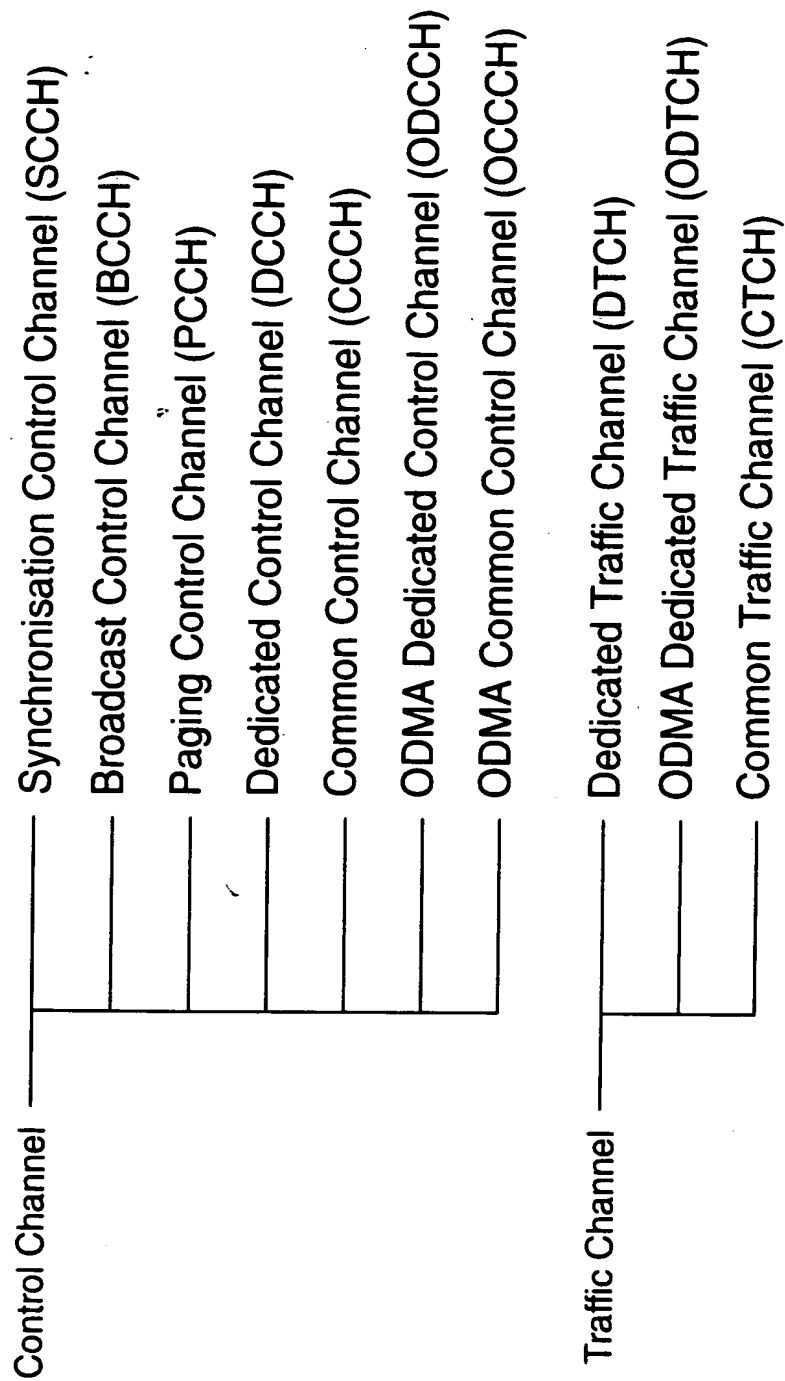 Control Channel
Synchronisation Control Channel (SCCH)
Broadcast Control Channel (BCCH)
Paging Control Channel (PCCH)
Dedicated Control Channel (DCCH)
Common Control Channel (CCCH)
ODMA Dedicated Control Channel (ODCCH)
ODMA Common Control Channel (OCCCH)
Traffic Channel
Dedicated Traffic Channel (DTCH)
ODMA Dedicated Traffic Channel (ODTCH)
Common Traffic Channel (CTCH)